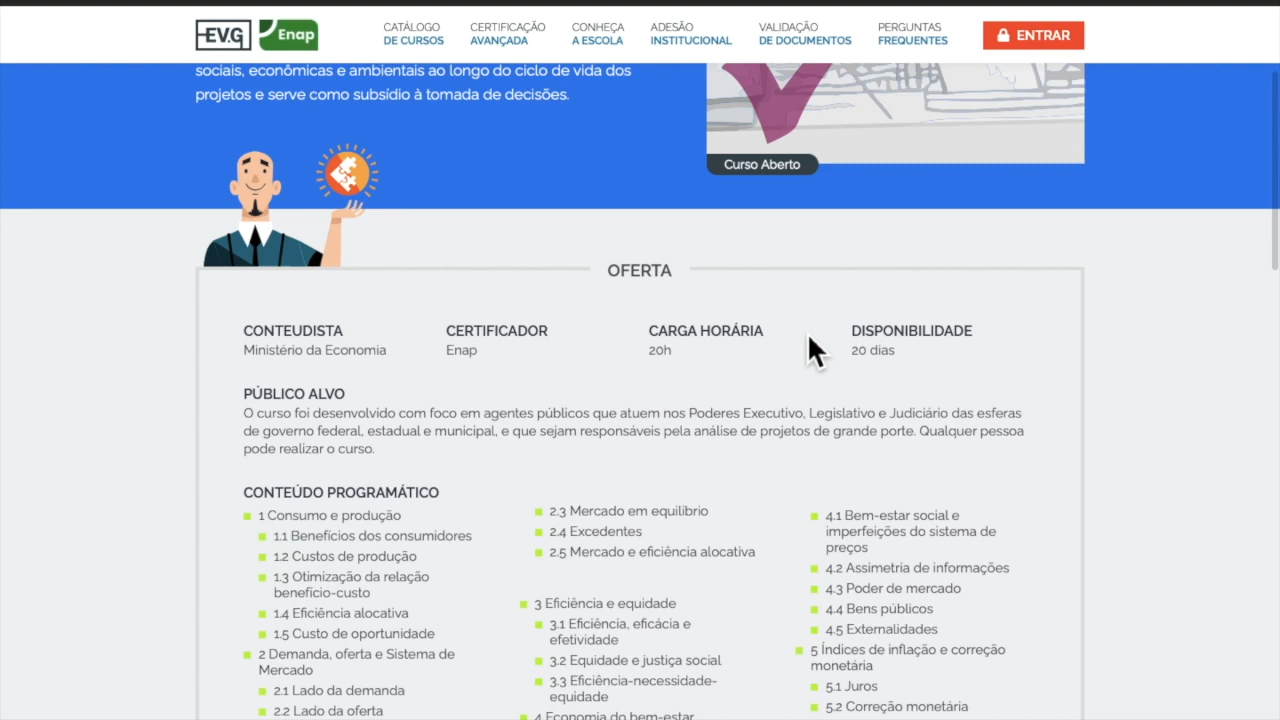 EV.G Enap
CATÁLOGO
DE CURSOS
CERTIFICAÇÃO
AVANÇADA
CONHEÇA
A ESCOLA
ADESÃO
INSTITUCIONAL
VALIDAÇÃO
DE DOCUMENTOS
PERGUNTAS
FREQUENTES
ENTRAR
sociais, econômicas e ambientais ao longo do ciclo de vida dos
projetos e serve como subsídio à tomada de decisões.
Curso Aberto
OFERTA
CONTEUDISTA
Ministério da Economia
CERTIFICADOR
Enap
CARGA HORÁRIA
20h
DISPONIBILIDADE
20 dias
PÚBLICO ALVO
O curso foi desenvolvido com foco em agentes públicos que atuem nos Poderes Executivo, Legislativo e Judiciário das esferas
de governo federal, estadual e municipal, e que sejam responsáveis pela análise de projetos de grande porte. Qualquer pessoa
pode realizar o curso.
CONTEÚDO PROGRAMÁTICO
1 Consumo e produção
1.1 Benefícios dos consumidores
1.2 Custos de produção
1.3 Otimização da relação
benefício-custo
1.4 Eficiência alocativa
1.5 Custo de oportunidade
2 Demanda, oferta e Sistema de
Mercado
2.1 Lado da demanda
2.2 Lado da oferta
2.3 Mercado em equilíbrio
2.4 Excedentes
2.5 Mercado e eficiência alocativa
3 Eficiência e equidade
3.1 Eficiência, eficácia e
efetividade
3.2 Equidade e justiça social
3.3 Eficiência-necessidade-
equidade
4 Economia do bem-estar
4.1 Bem-estar social e
imperfeições do sistema de
preços
4.2 Assimetria de informações
4.3 Poder de mercado
4.4 Bens públicos
4.5 Externalidades
5 Índices de inflação e correção
monetária
5.1 Juros
5.2 Correção monetária